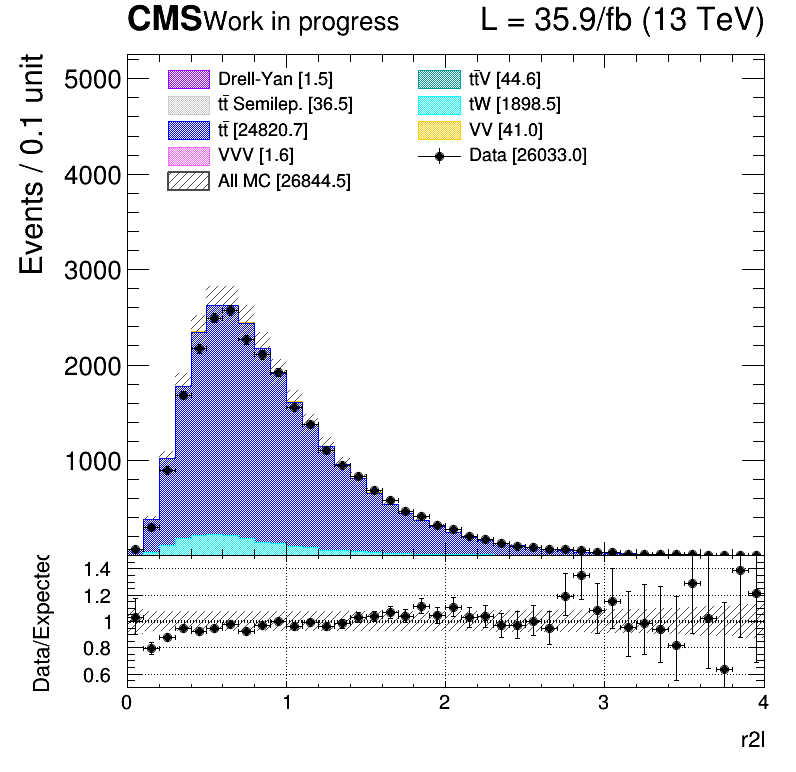 CMS Work in progress L = 35.9/fb (13 TeV)
Events / 0.1 unit
5000
4000
3000
2000
1000
Drell-Yan [1.5]
tt̄ Semilep. [36.5]
tt̄ [24820.7]
VVV [1.6]
All MC [26844.5]
tt̄V [44.6]
tW [1898.5]
VV [41.0]
Data [26033.0]
Data/Expected
1.4
1.2
1
0.8
0.6
0 1 2 3 4
r2l